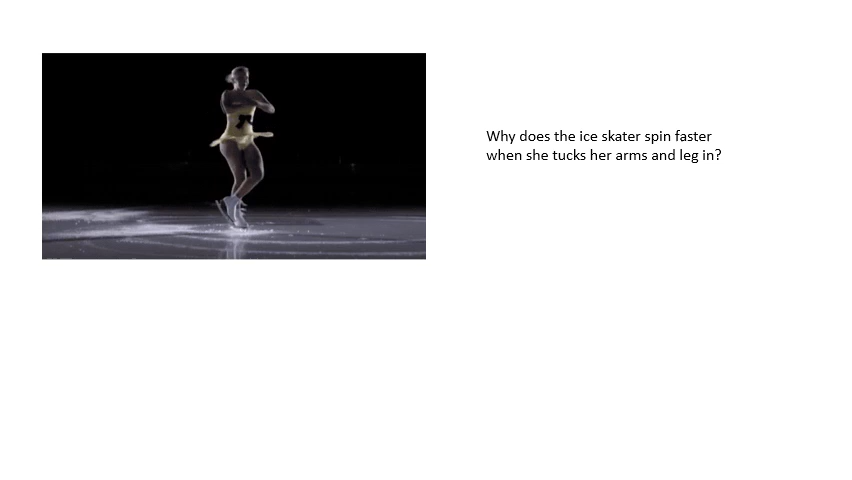 Why does the ice skater spin faster
when she tucks her arms and leg in?